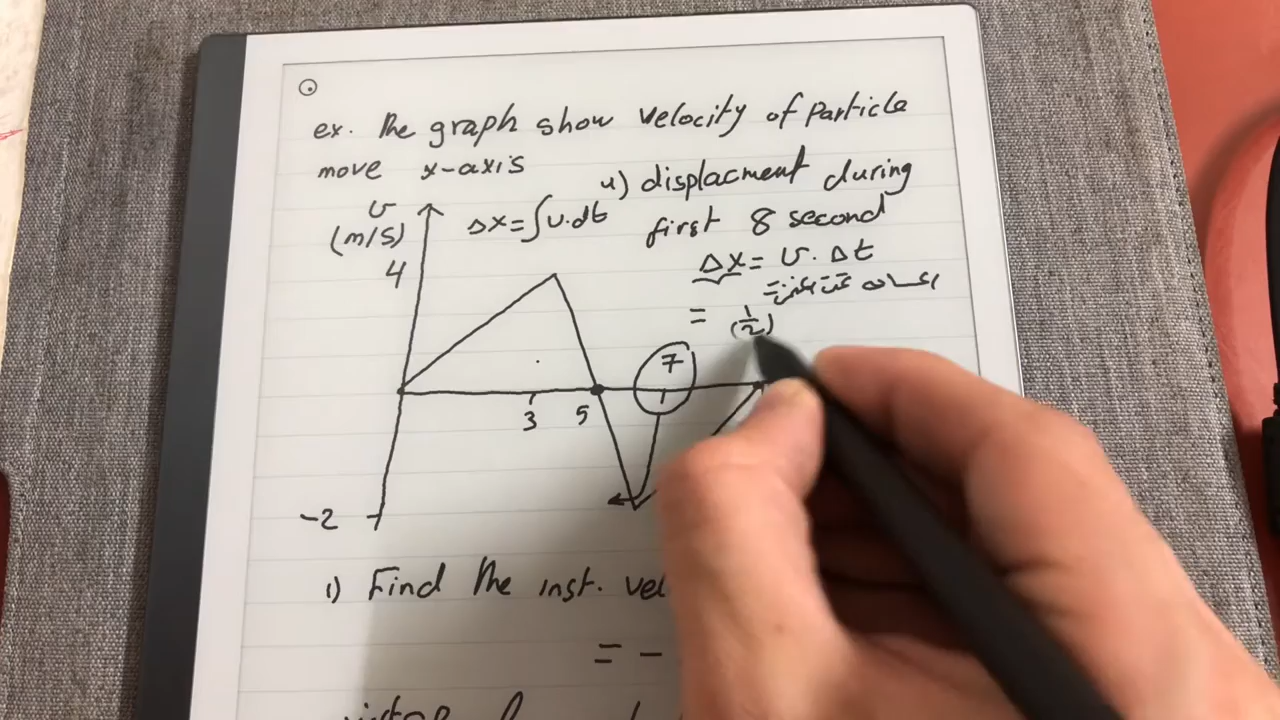 ex. The graph show velocity of particle
move x-axis
4) displacment during
first 8 second
v
(m/s)
Δx=∫v.dt
Δx= v. Δt
=
= (1/2)
4
7
3
5
-2
1) Find the inst. vel
= -